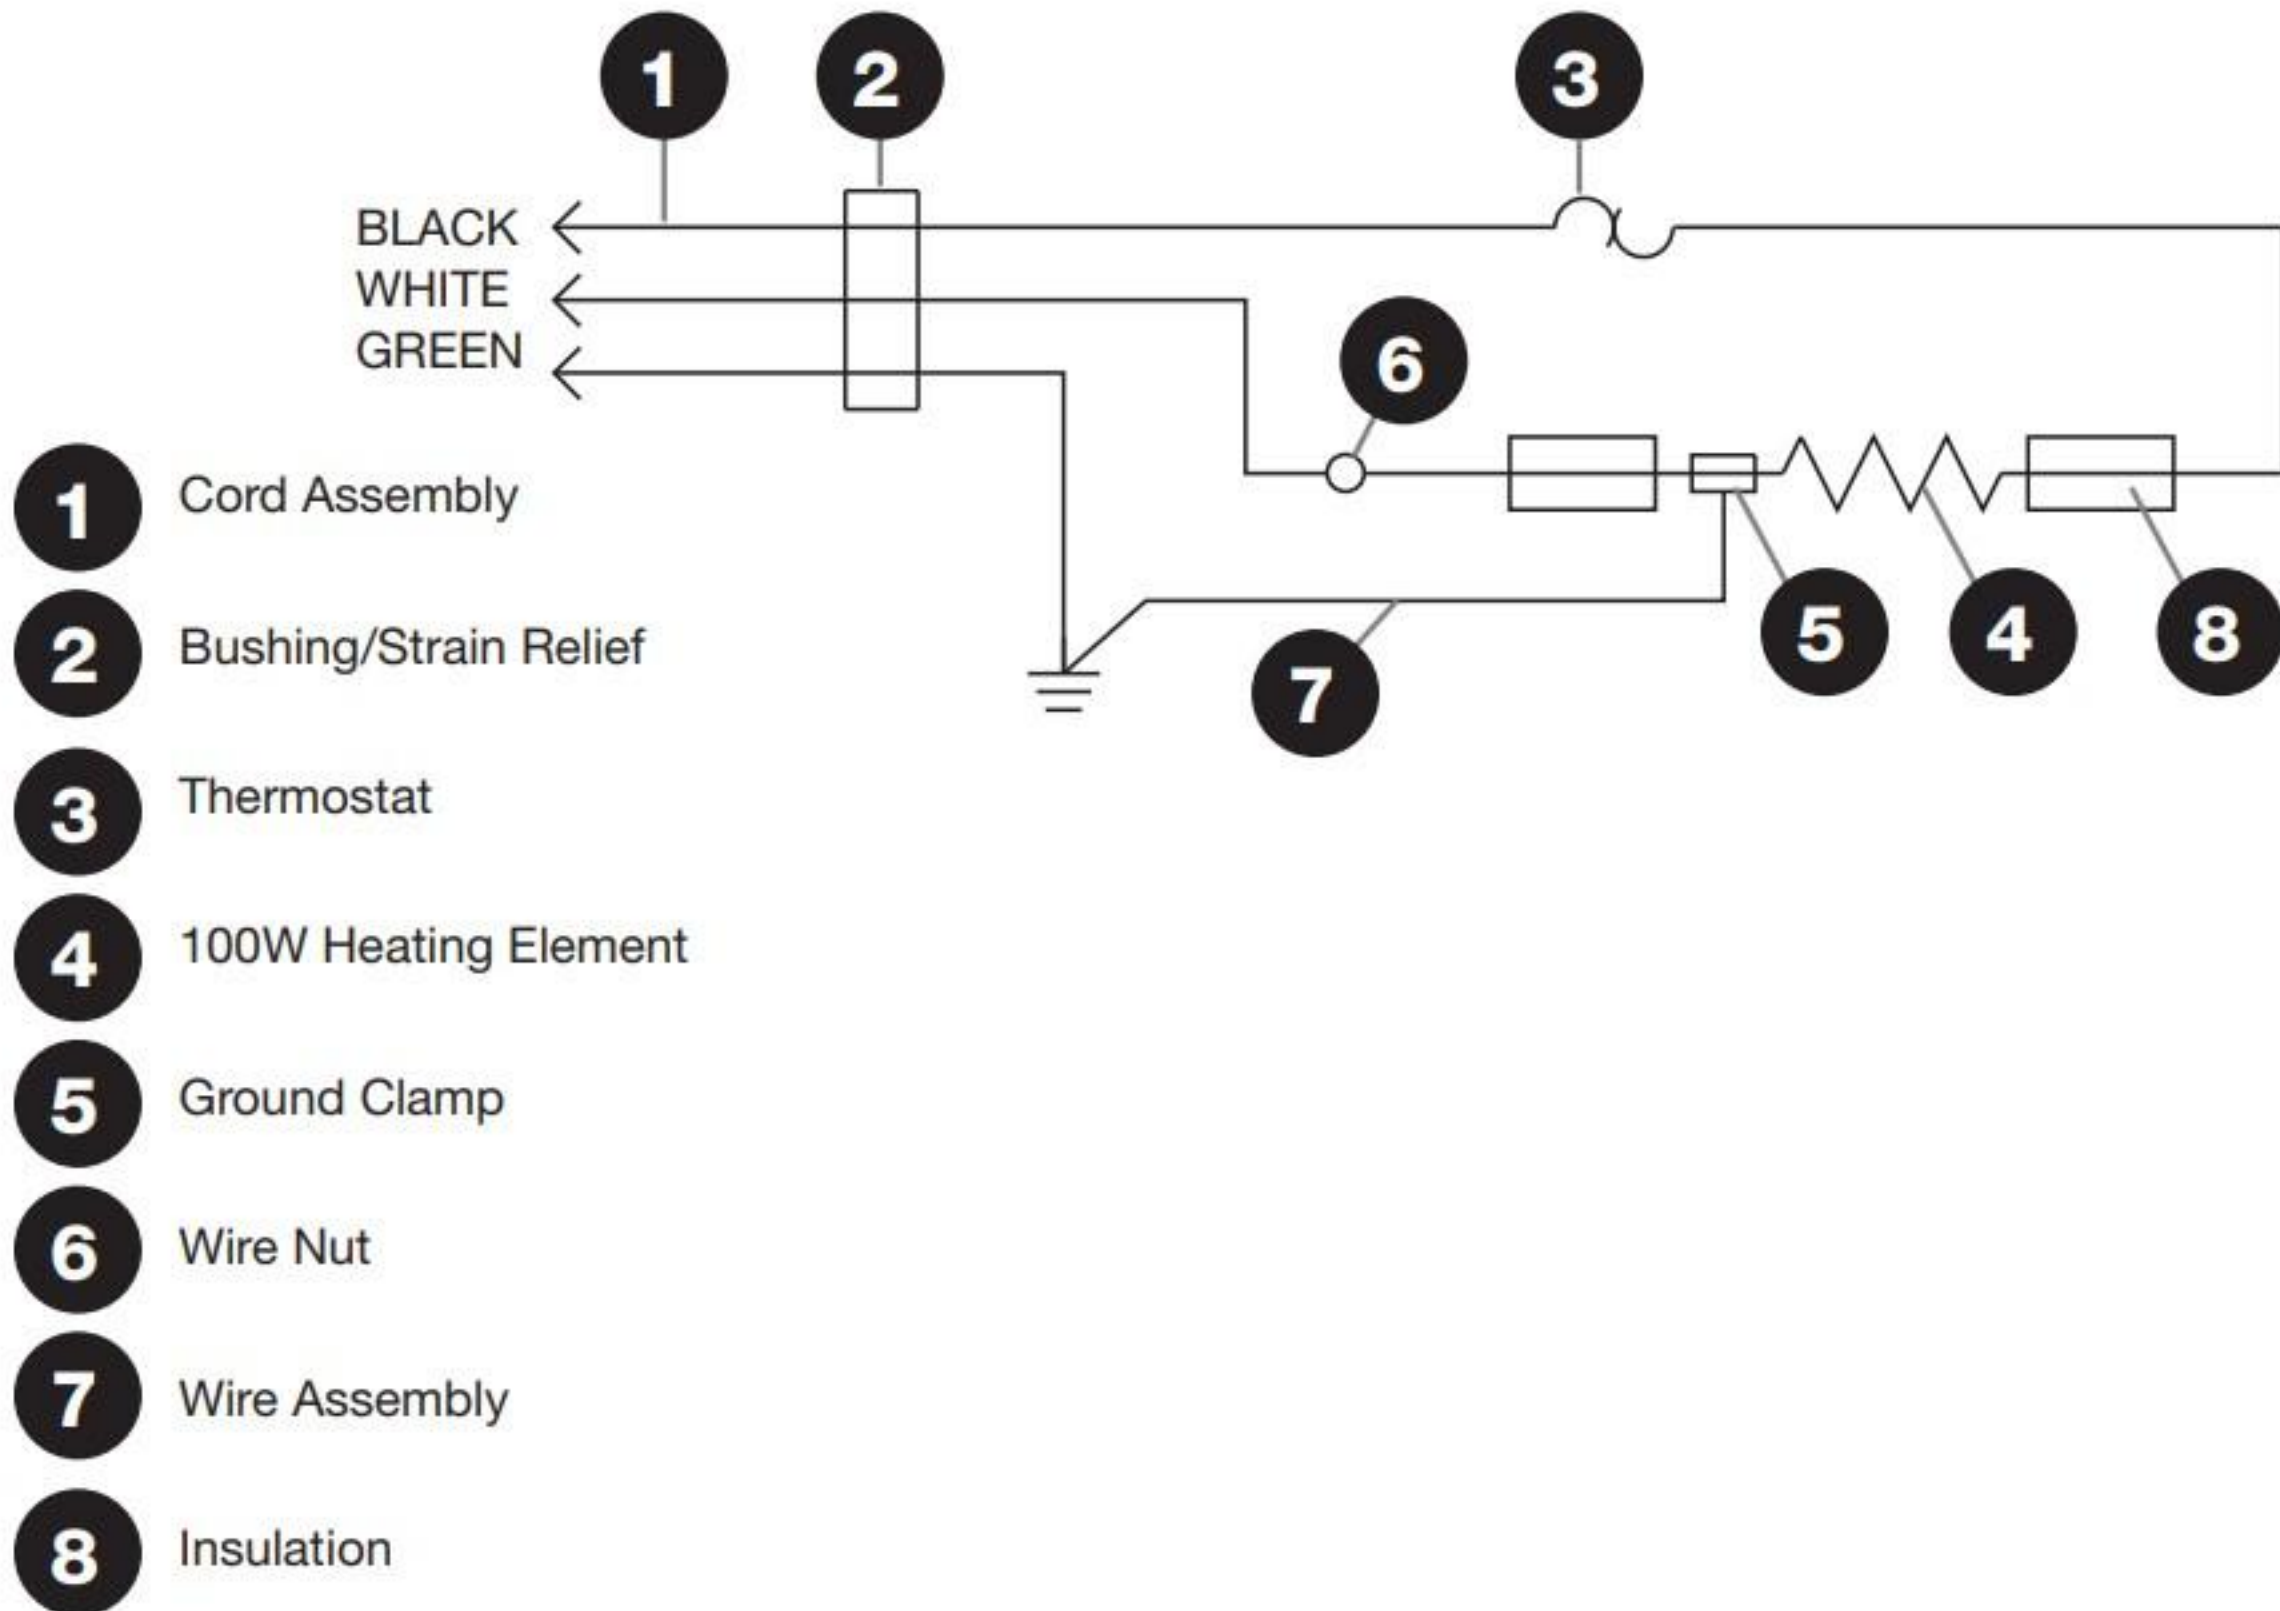 1 2 3
BLACK
WHITE
GREEN
6
5 4 8
7
1 Cord Assembly
2 Bushing/Strain Relief
3 Thermostat
4 100W Heating Element
5 Ground Clamp
6 Wire Nut
7 Wire Assembly
8 Insulation